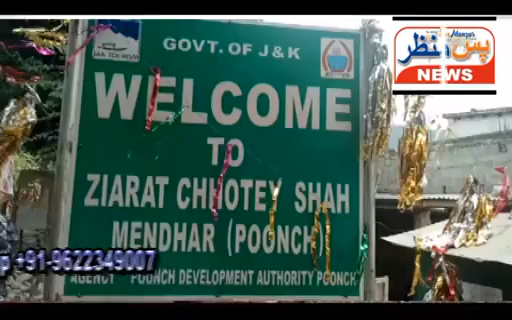 GOVT. OF J&K
WELCOME
TO
ZIARAT CHHOTEY SHAH
MENDHAR (POONCH)
AGENCY POONCH DEVELOPMENT AUTHORITY POONCH
پس منظر
NEWS
p +91-9622349007